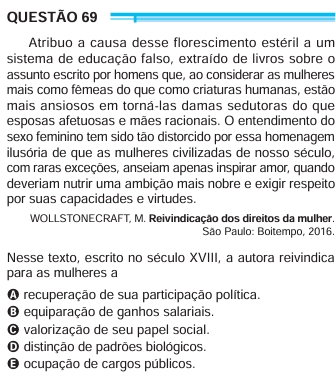 QUESTÃO 69
Atribuo a causa desse florescimento estéril a um
sistema de educação falso, extraído de livros sobre o
assunto escrito por homens que, ao considerar as mulheres
mais como fêmeas do que como criaturas humanas, estão
mais ansiosos em torná-las damas sedutoras do que
esposas afetuosas e mães racionais. O entendimento do
sexo feminino tem sido tão distorcido por essa homenagem
ilusória de que as mulheres civilizadas de nosso século,
com raras exceções, anseiam apenas inspirar amor, quando
deveriam nutrir uma ambição mais nobre e exigir respeito
por suas capacidades e virtudes.
WOLLSTONECRAFT, M. Reivindicação dos direitos da mulher.
São Paulo: Boitempo, 2016.
Nesse texto, escrito no século XVIII, a autora reivindica
para as mulheres a
A recuperação de sua participação política.
B equiparação de ganhos salariais.
C valorização de seu papel social.
D distinção de padrões biológicos.
E ocupação de cargos públicos.